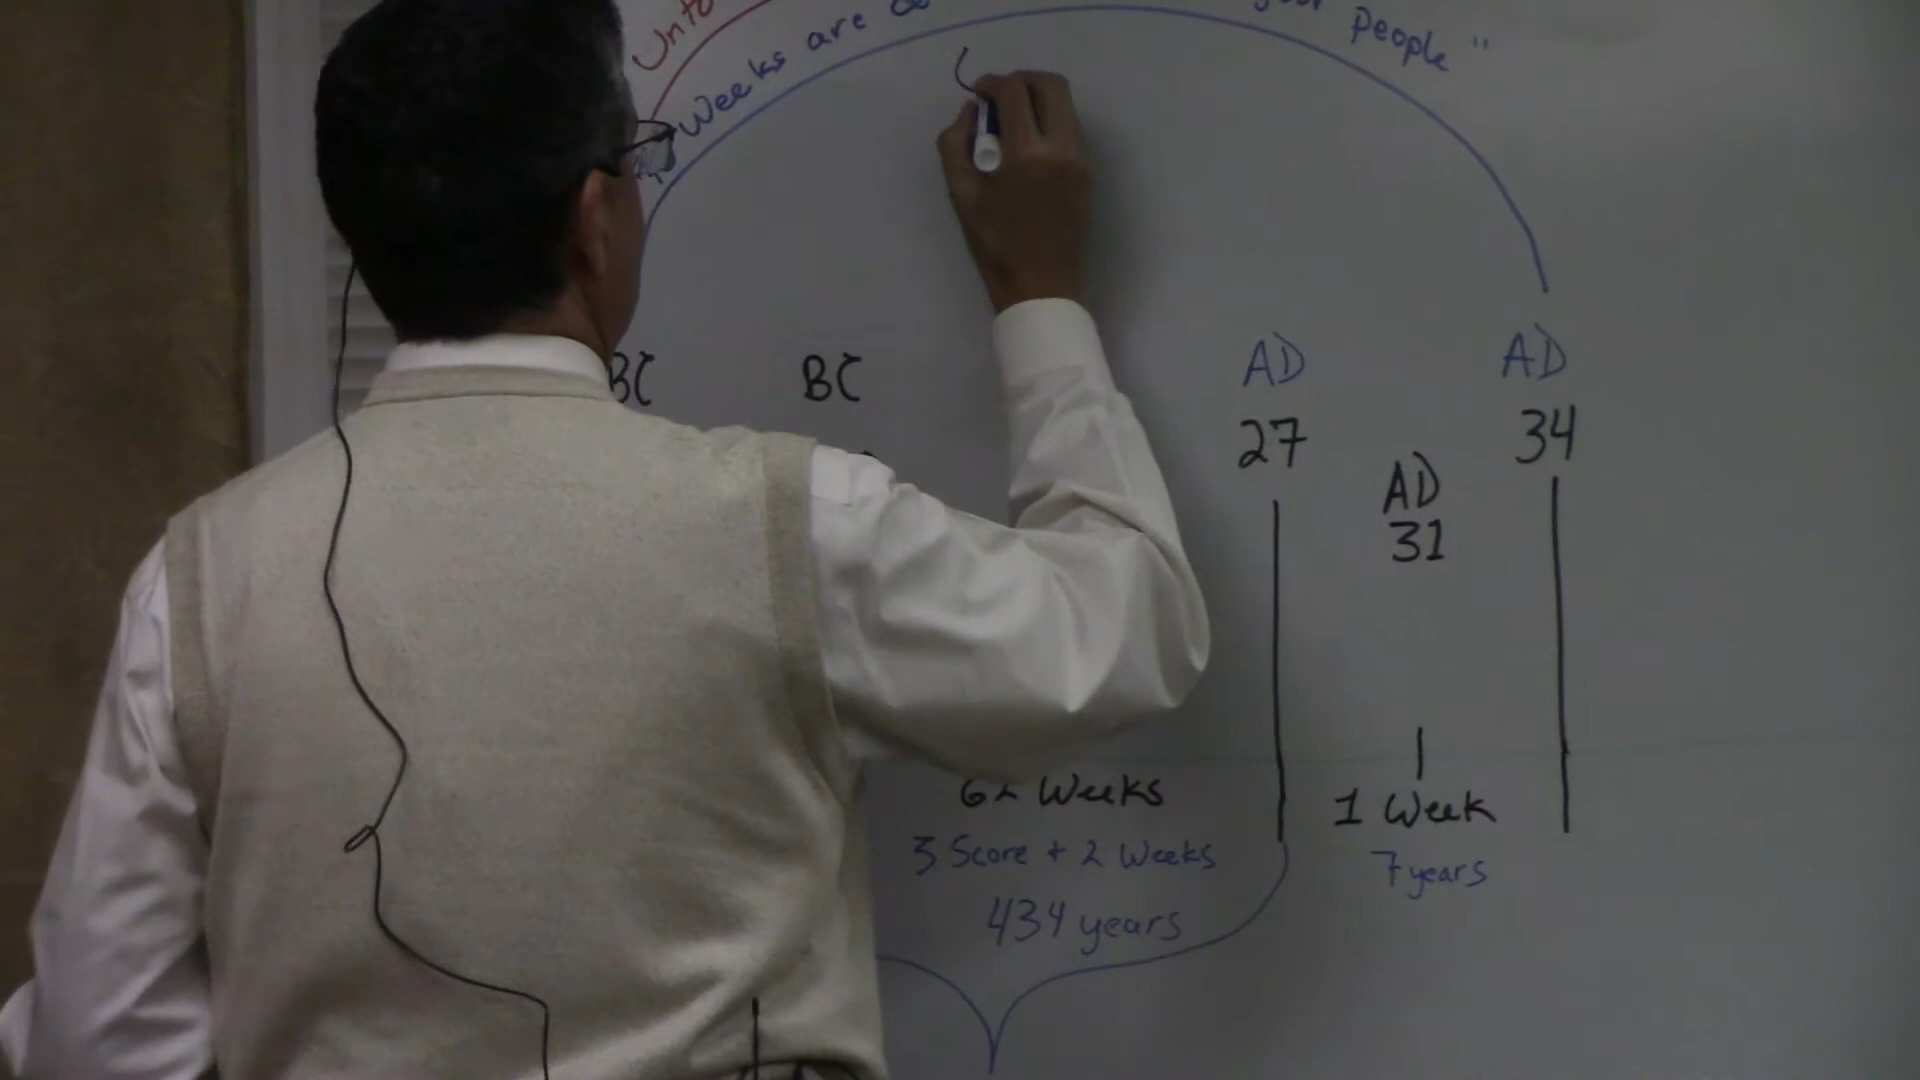 Unto
Weeks are
your people"
BC
BC
AD
27
AD
34
AD
31
62 Weeks
3 Score + 2 Weeks
434 years
1 Week
7 years